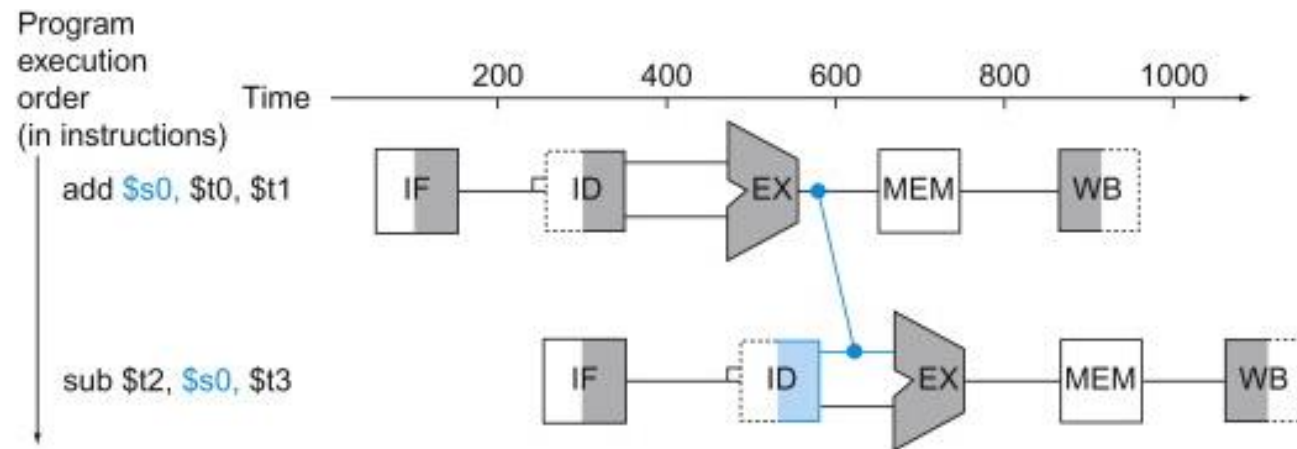 Program
execution
order
(in instructions)
Time
200 400 600 800 1000
add $s0, $t0, $t1
IF ID EX MEM WB
sub $t2, $s0, $t3
IF ID EX MEM WB